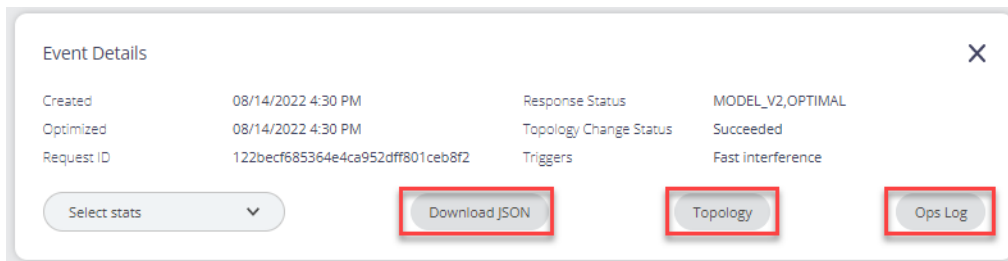 Event Details
Created 08/14/2022 4:30 PM Response Status MODEL_V2,OPTIMAL
Optimized 08/14/2022 4:30 PM Topology Change Status Succeeded
Request ID 122becf685364e4ca952dff801ceb8f2 Triggers Fast interference
Select stats Download JSON Topology Ops Log